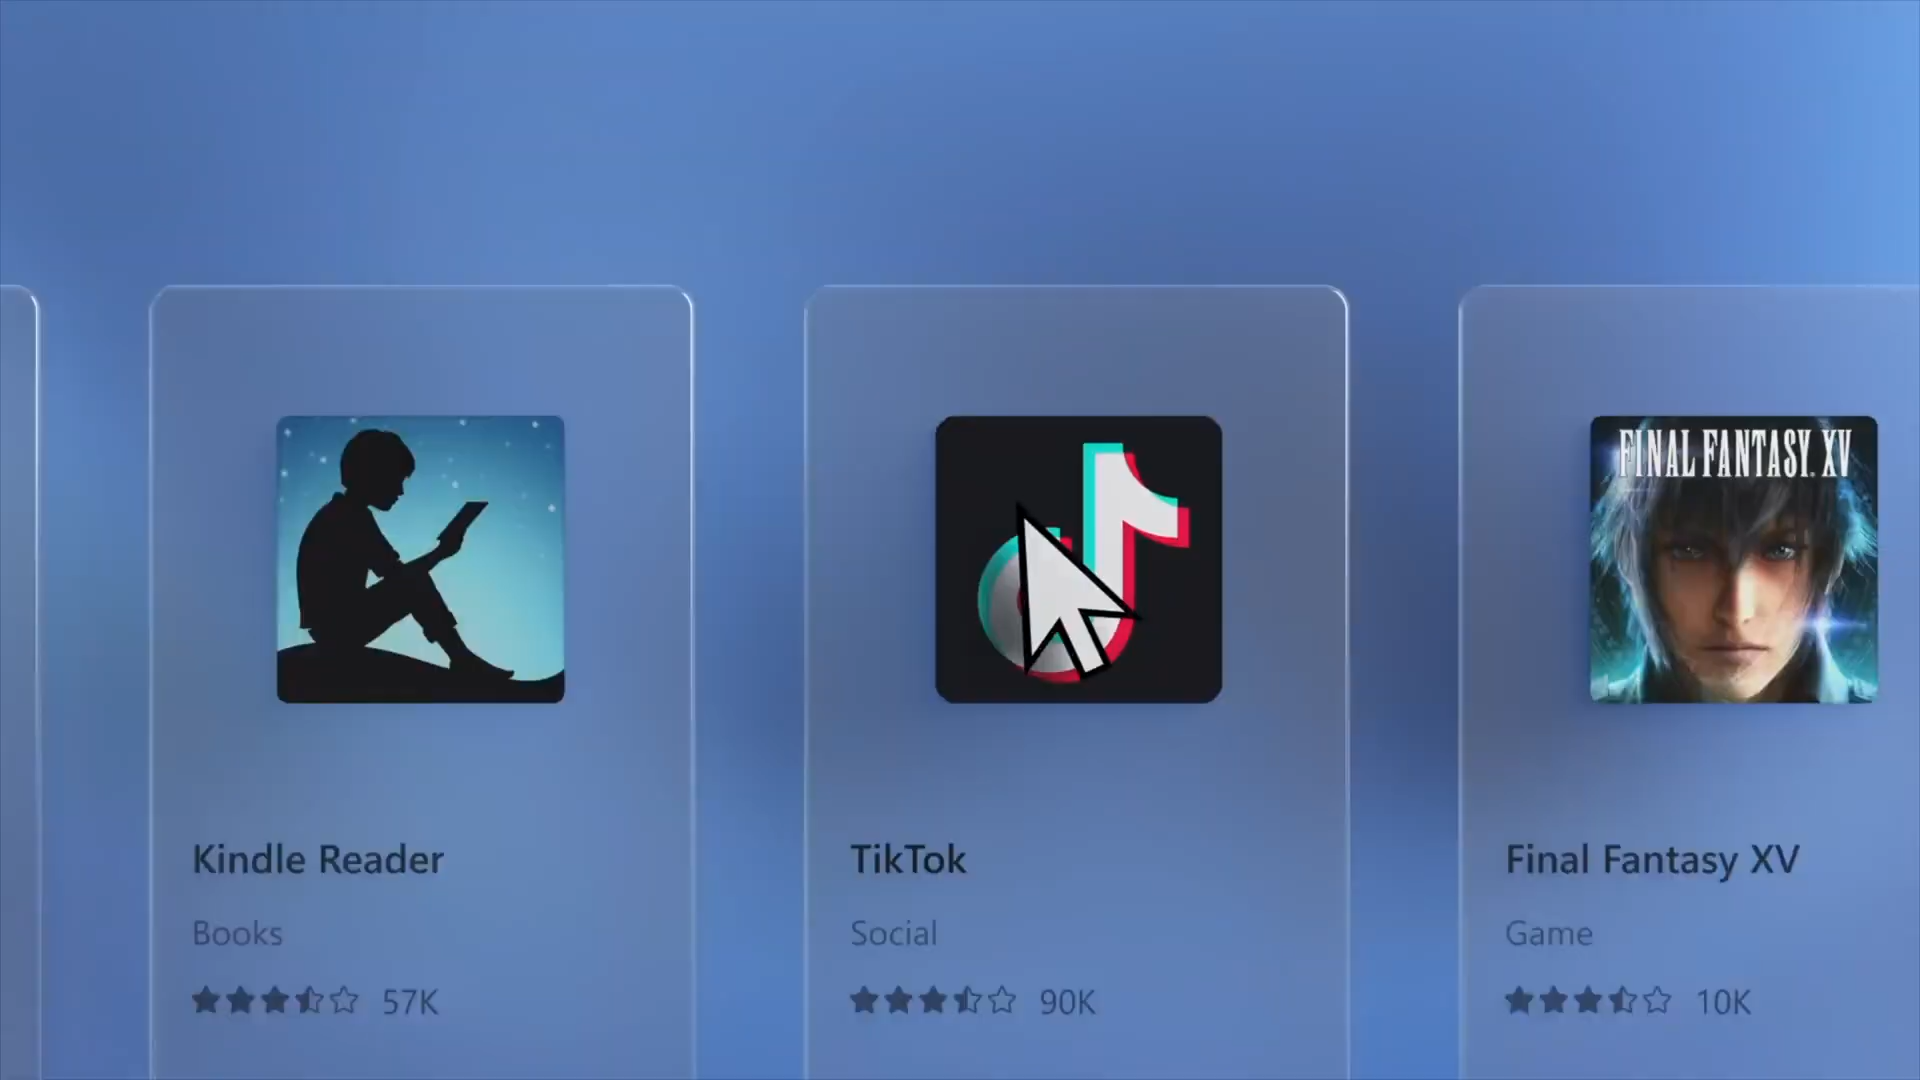 FINAL FANTASY XV
Kindle Reader
Books
57K
TikTok
Social
90K
Final Fantasy XV
Game
10K